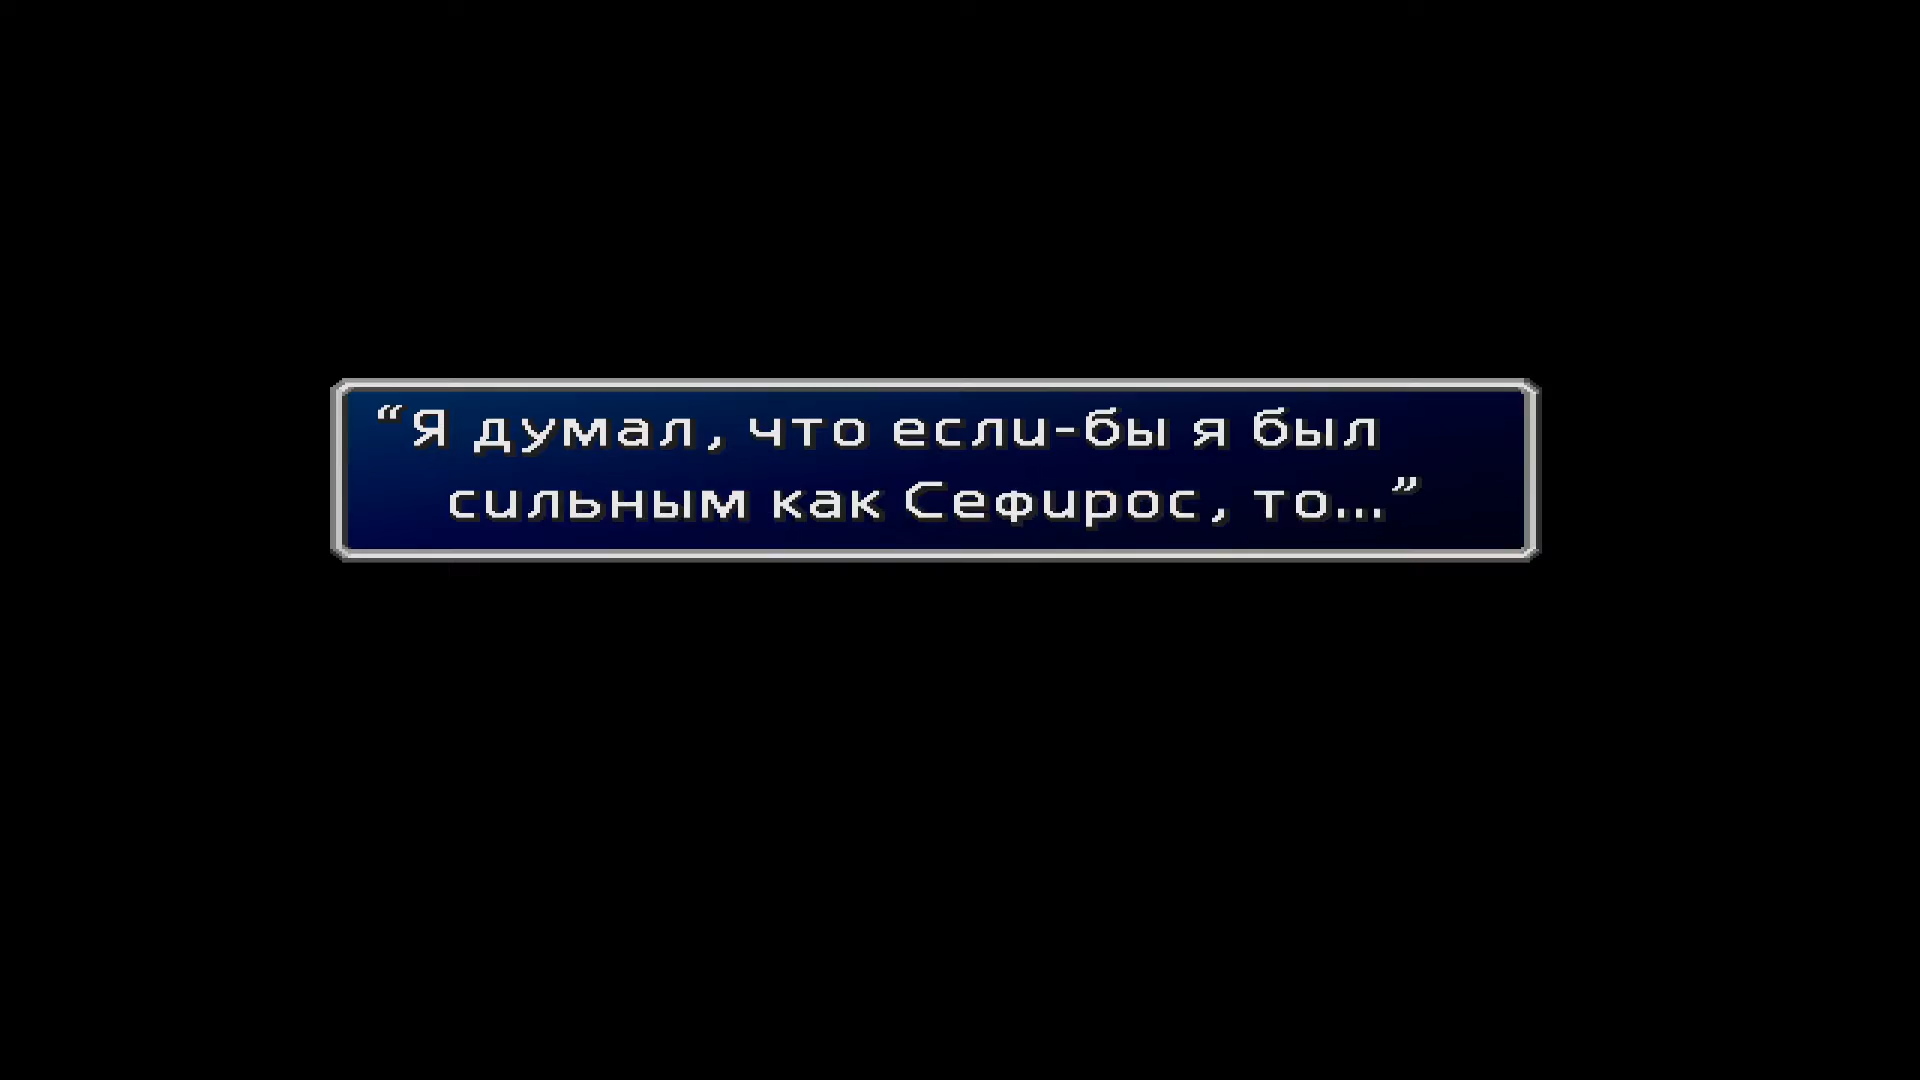 “Я думал, что если-бы я был
сильным как Сефирос, то...”